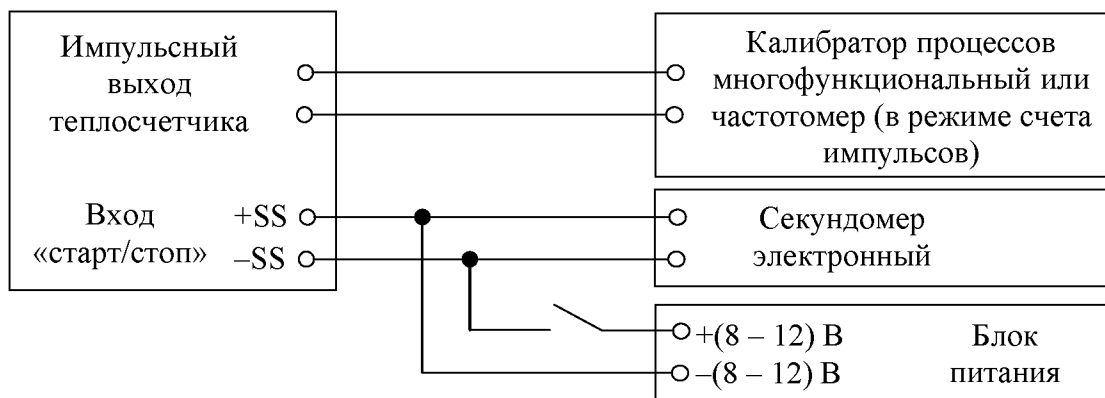 Импульсный
выход
теплосчетчика
Вход
«старт/стоп»
+SS
–SS
Калибратор процессов
многофункциональный или
частотомер (в режиме счета
импульсов)
Секундомер
электронный
+(8 – 12) В
–(8 – 12) В
Блок
питания